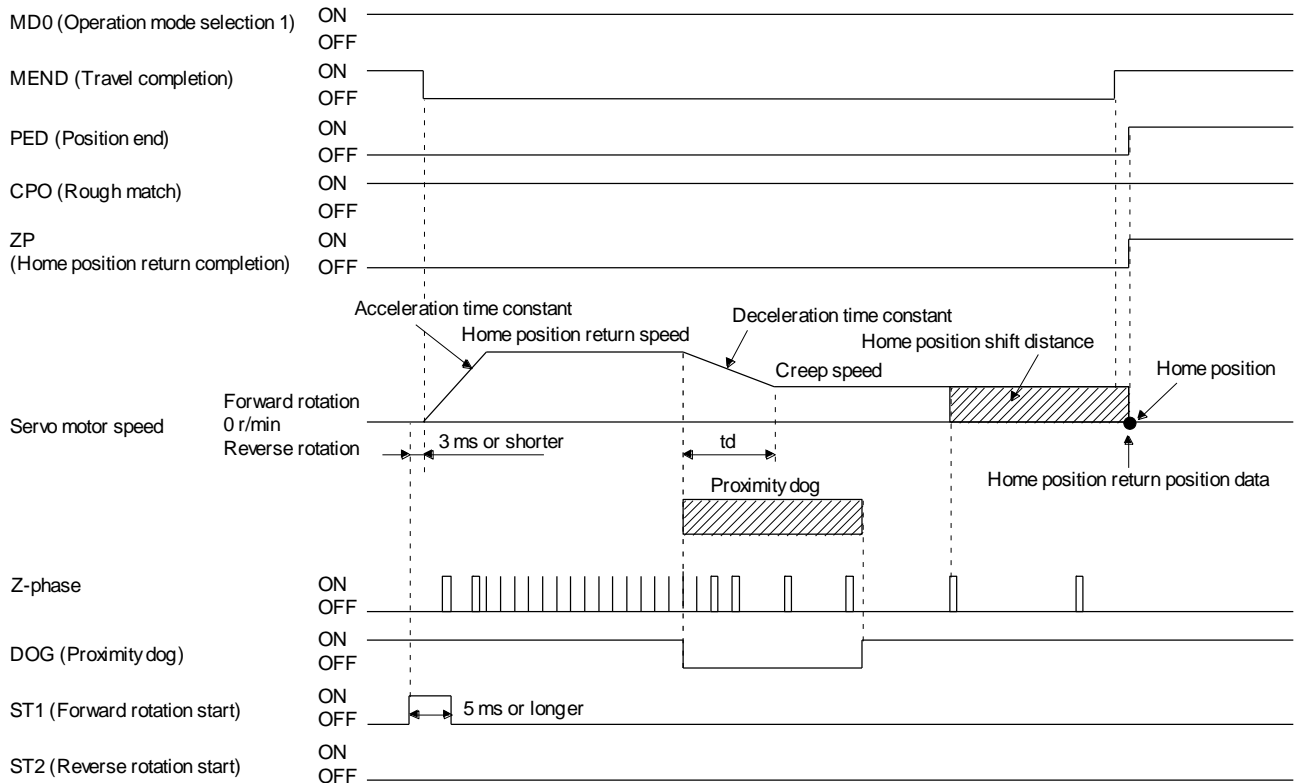 MD0 (Operation mode selection 1)
ON
OFF
MEND (Travel completion)
ON
OFF
PED (Position end)
ON
OFF
CPO (Rough match)
ON
OFF
ZP
(Home position return completion)
ON
OFF
Acceleration time constant
Home position return speed
Deceleration time constant
Home position shift distance
Creep speed
Home position
Servo motor speed
Forward rotation
0 r/min
Reverse rotation
3 ms or shorter
td
Home position return position data
Proximity dog
Z-phase
ON
OFF
DOG (Proximity dog)
ON
OFF
ST1 (Forward rotation start)
ON
OFF
5 ms or longer
ST2 (Reverse rotation start)
ON
OFF